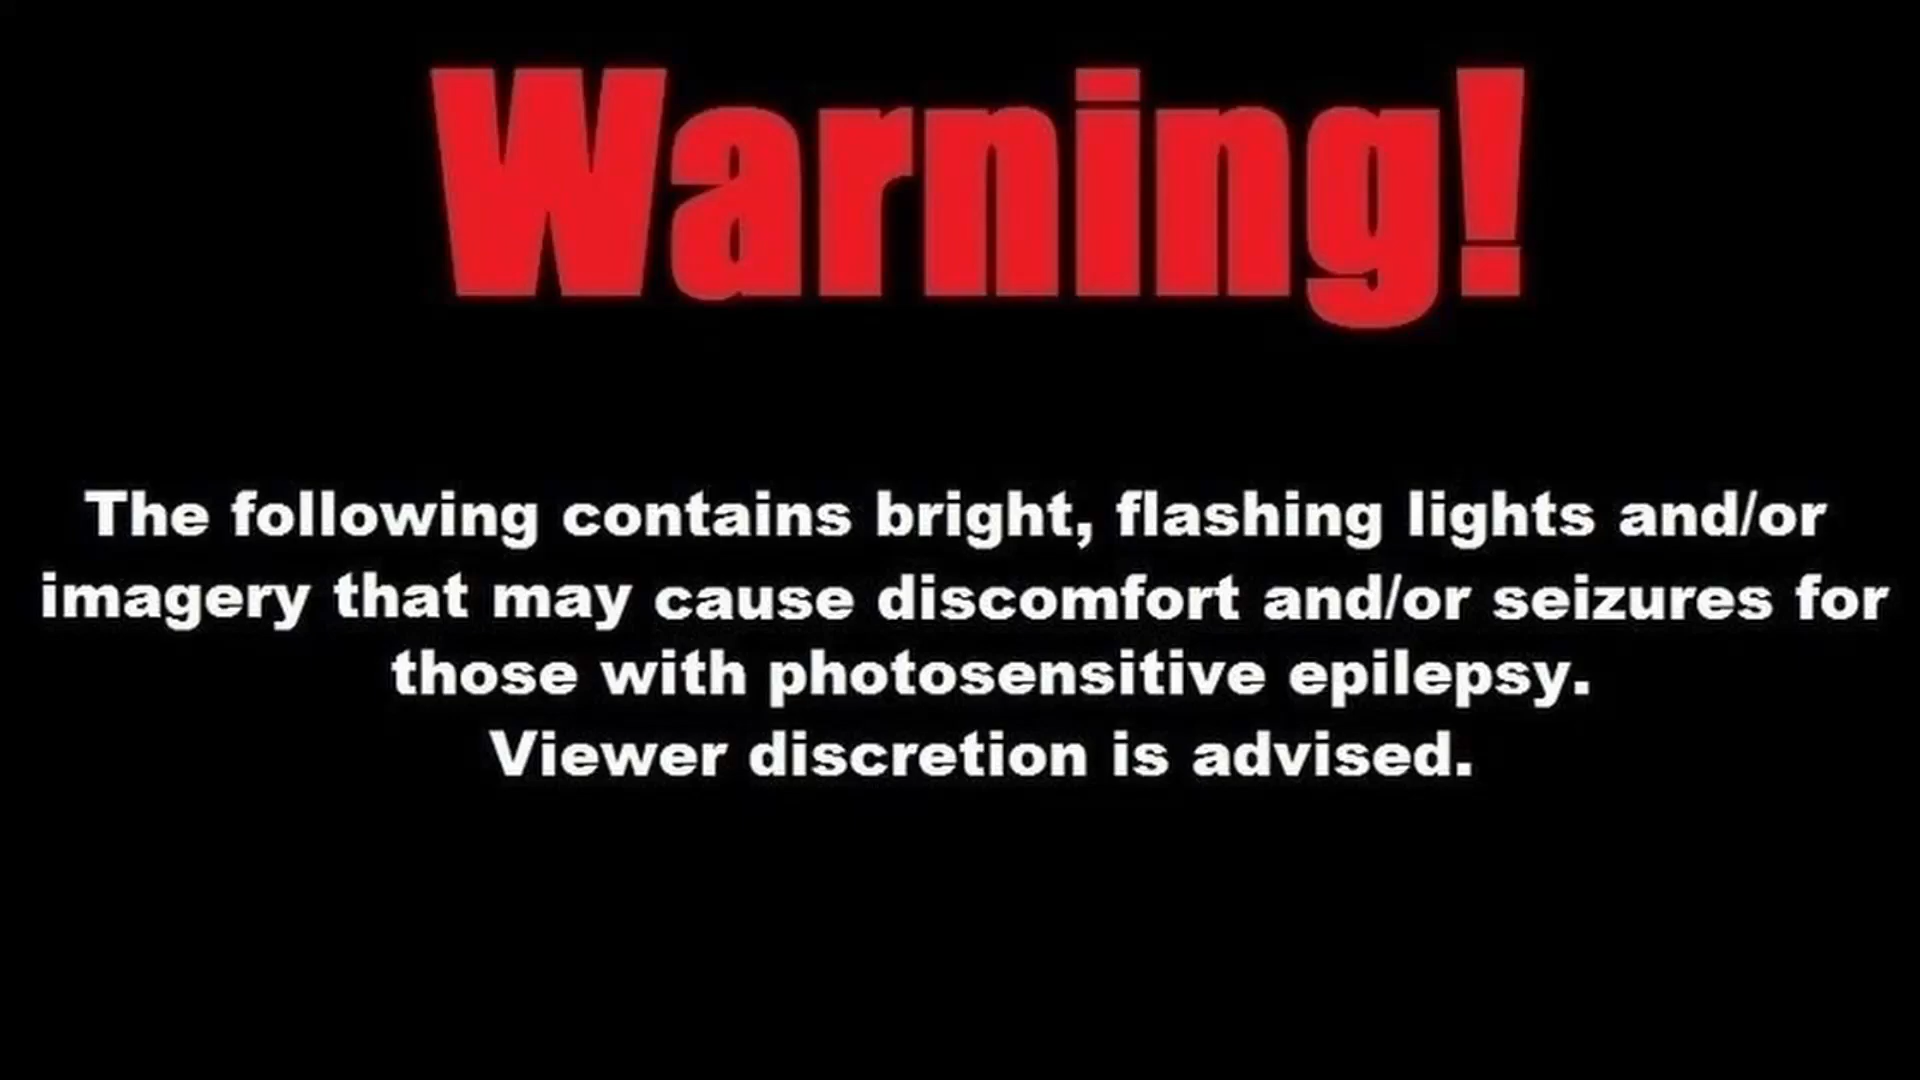 Warning!
The following contains bright, flashing lights and/or
imagery that may cause discomfort and/or seizures for
those with photosensitive epilepsy.
Viewer discretion is advised.